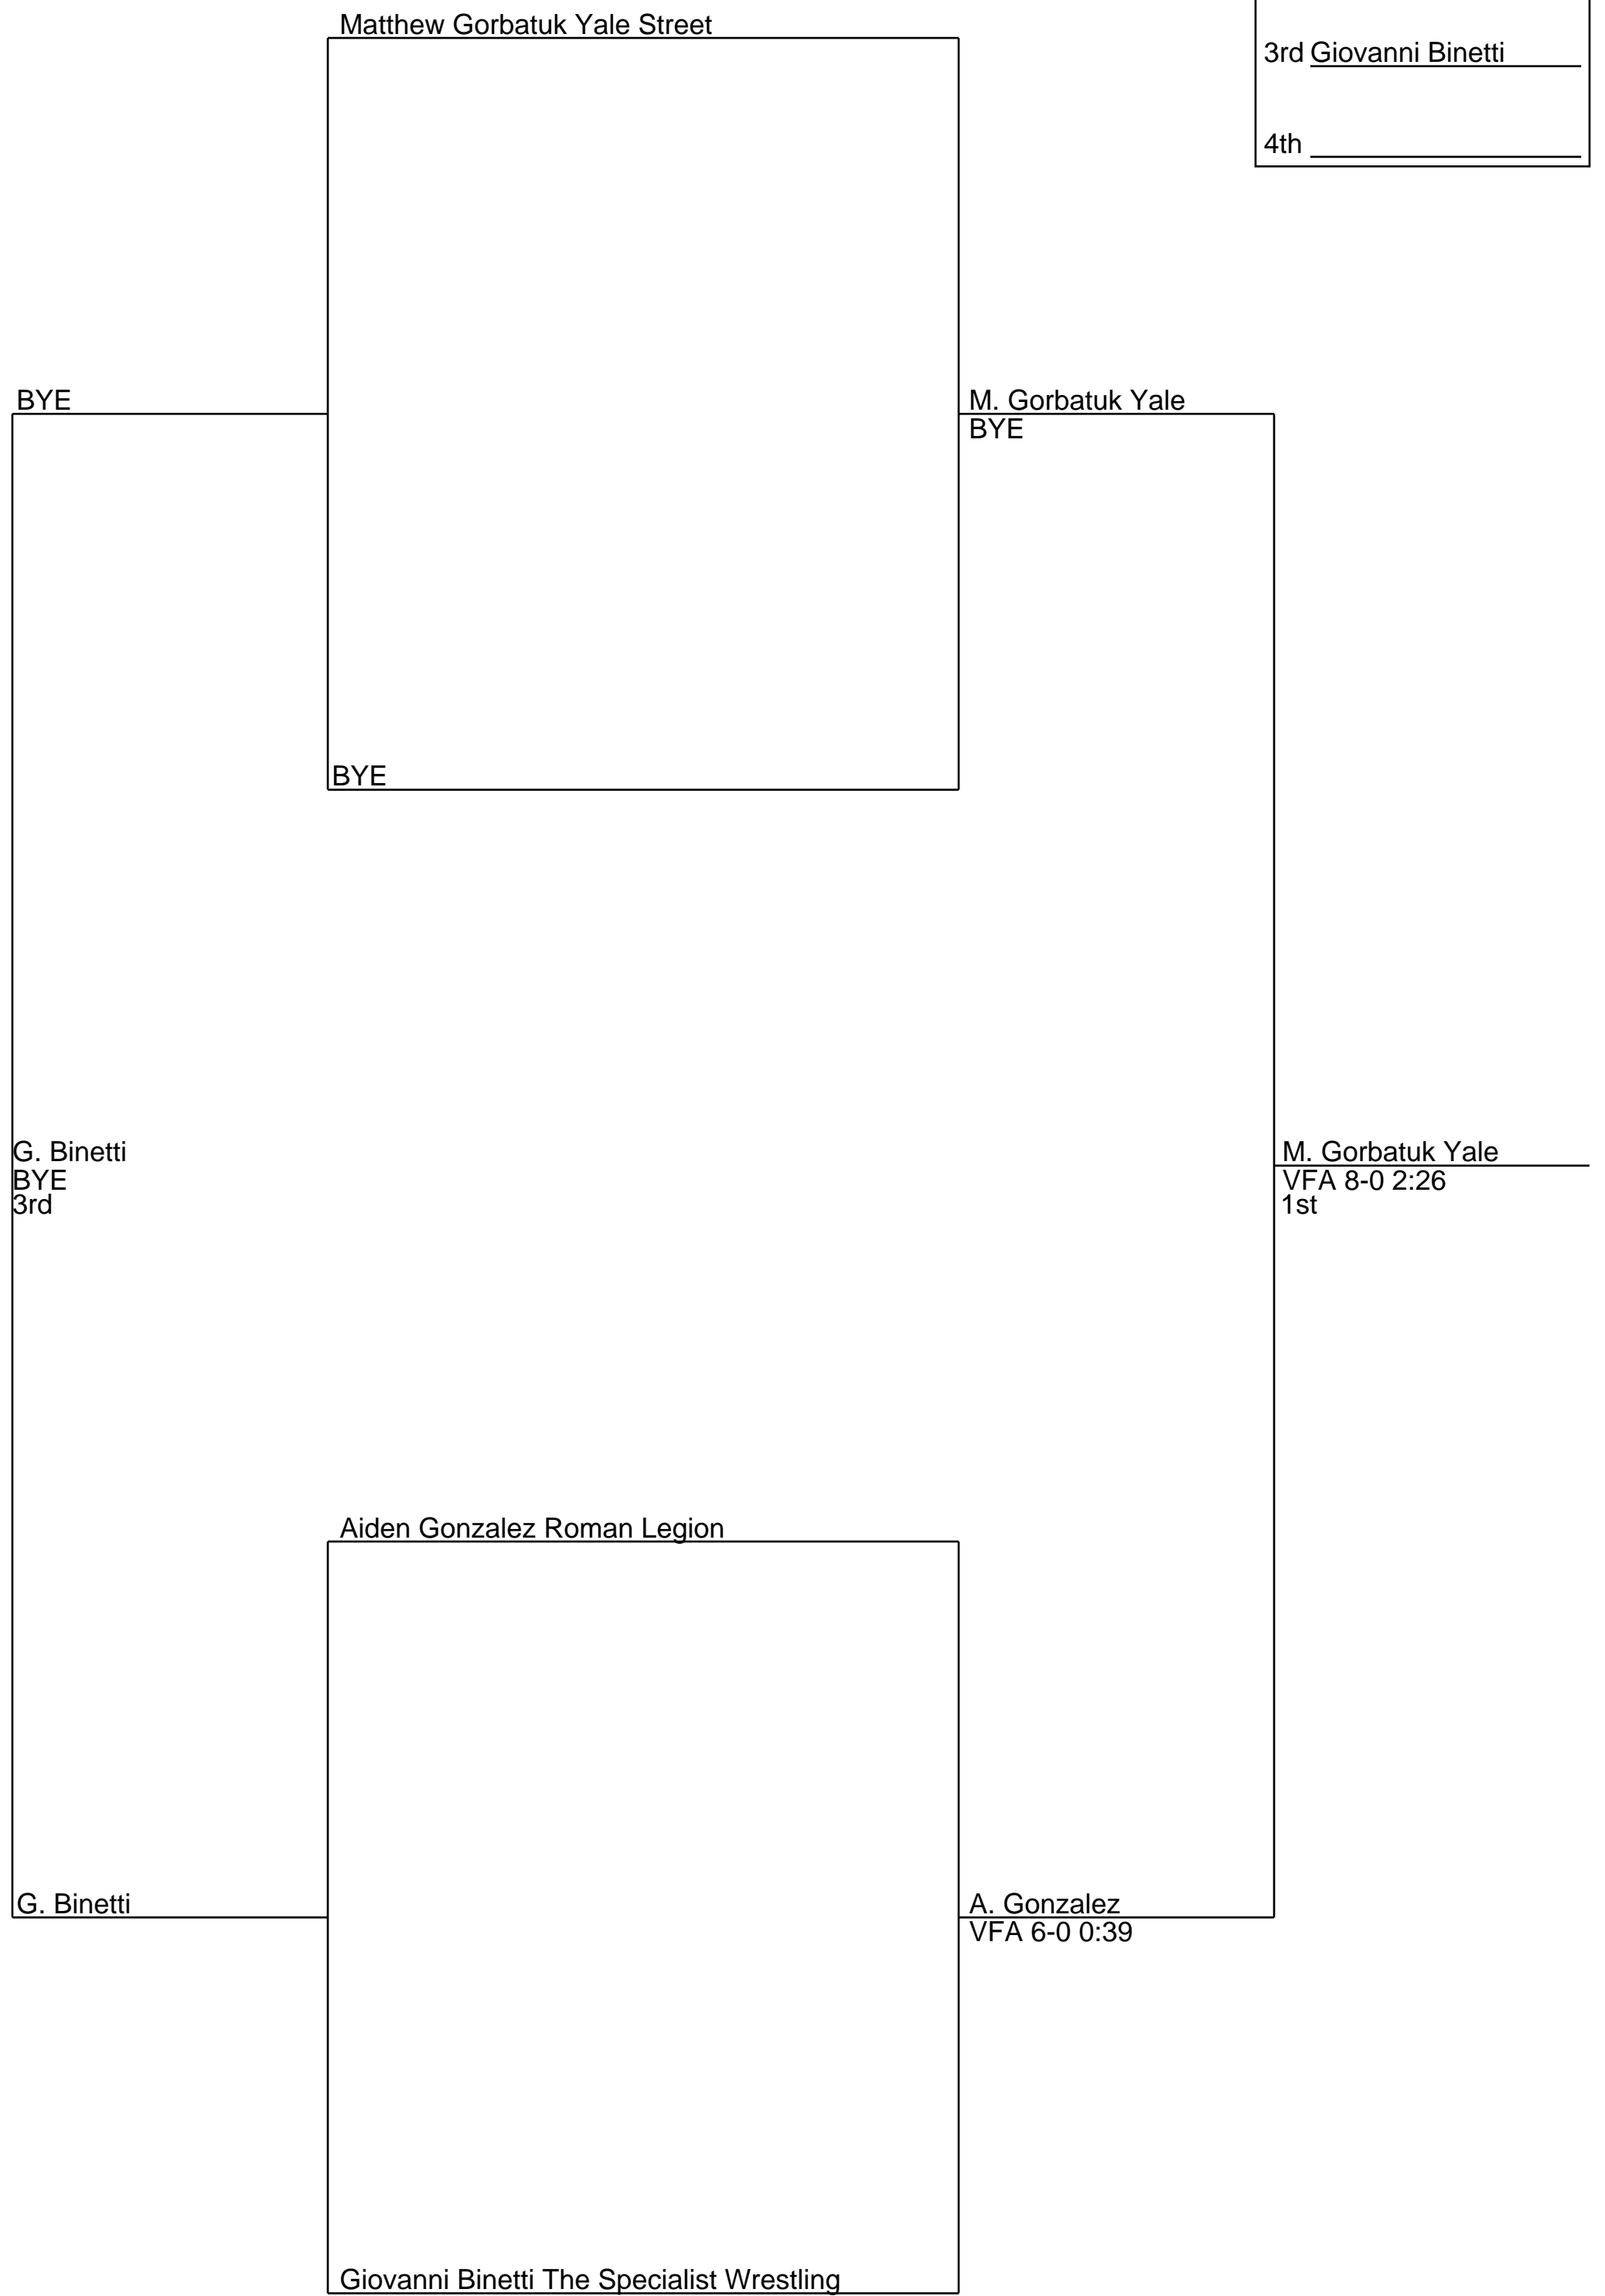 Matthew Gorbatuk Yale Street
3rd Giovanni Binetti
4th
BYE
M. Gorbatuk Yale
BYE
BYE
G. Binetti
BYE
3rd
M. Gorbatuk Yale
VFA 8-0 2:26
1st
Aiden Gonzalez Roman Legion
G. Binetti
A. Gonzalez
VFA 6-0 0:39
Giovanni Binetti The Specialist Wrestling